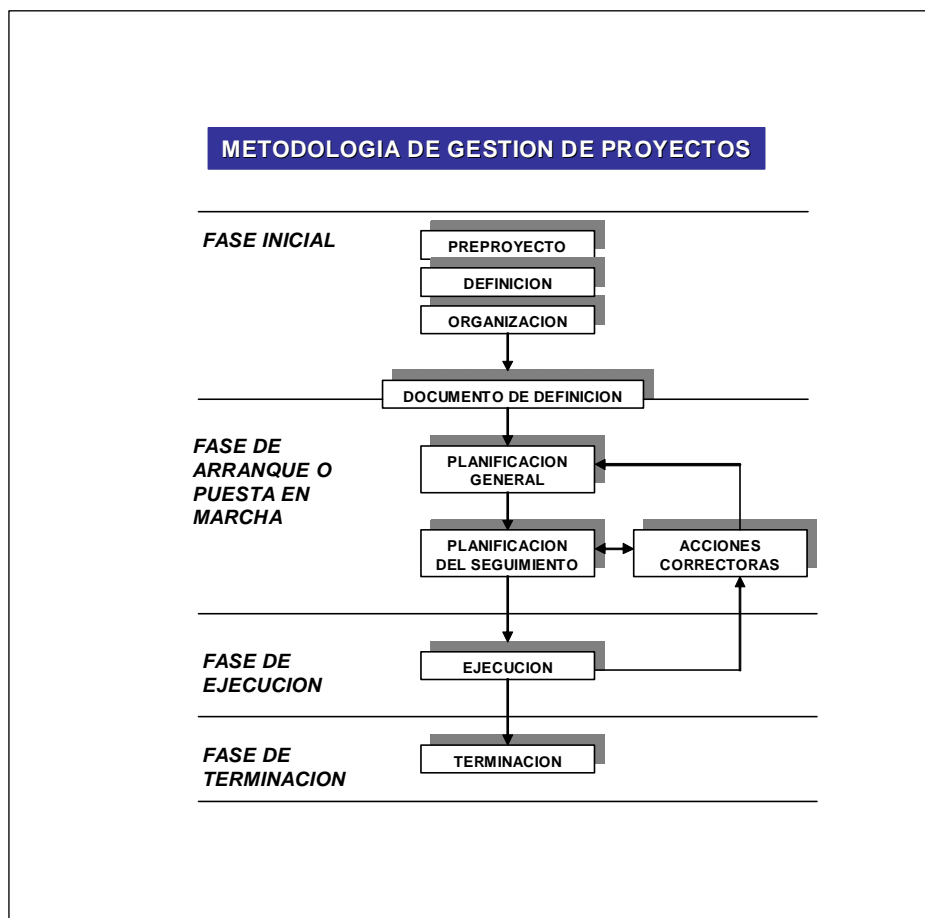 METODOLOGIA DE GESTION DE PROYECTOS
FASE INICIAL
PREPROYECTO
DEFINICION
ORGANIZACION
DOCUMENTO DE DEFINICION
FASE DE
ARRANQUE O
PUESTA EN
MARCHA
PLANIFICACION
GENERAL
PLANIFICACION
DEL SEGUIMIENTO
ACCIONES
CORRECTORAS
FASE DE
EJECUCION
EJECUCION
FASE DE
TERMINACION
TERMINACION